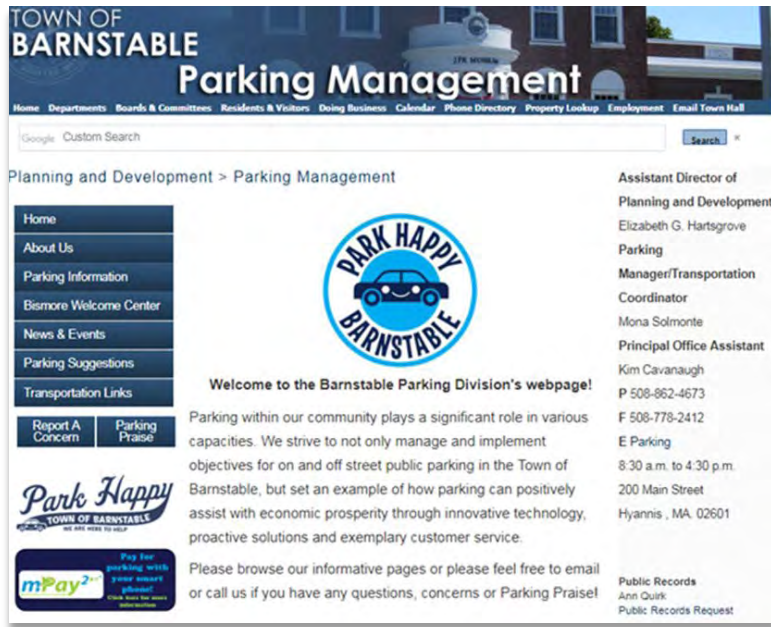 TOWN OF
BARNSTABLE
JFK MUSEUM
Parking Management
Home Departments Boards & Committees Residents & Visitors Doing Business Calendar Phone Directory Property Lookup Employment Email Town Hall
Google Custom Search
Search ×
Planning and Development > Parking Management
Home
About Us
Parking Information
Bismore Welcome Center
News & Events
Parking Suggestions
Transportation Links
Report A
Concern
Parking
Praise
Park Happy
TOWN OF BARNSTABLE
WE ARE HERE TO HELP
mPay2
Pay for
parking with
your smart
phone!
Click here for more
information
PARK HAPPY
BARNSTABLE
Welcome to the Barnstable Parking Division's webpage!
Parking within our community plays a significant role in various
capacities. We strive to not only manage and implement
objectives for on and off street public parking in the Town of
Barnstable, but set an example of how parking can positively
assist with economic prosperity through innovative technology,
proactive solutions and exemplary customer service.
Please browse our informative pages or please feel free to email
or call us if you have any questions, concerns or Parking Praise!
Assistant Director of
Planning and Development
Elizabeth G. Hartsgrove
Parking
Manager/Transportation
Coordinator
Mona Solmonte
Principal Office Assistant
Kim Cavanaugh
P 508-862-4673
F 508-778-2412
E Parking
8:30 a.m. to 4:30 p.m.
200 Main Street
Hyannis , MA. 02601
Public Records
Ann Quirk
Public Records Request